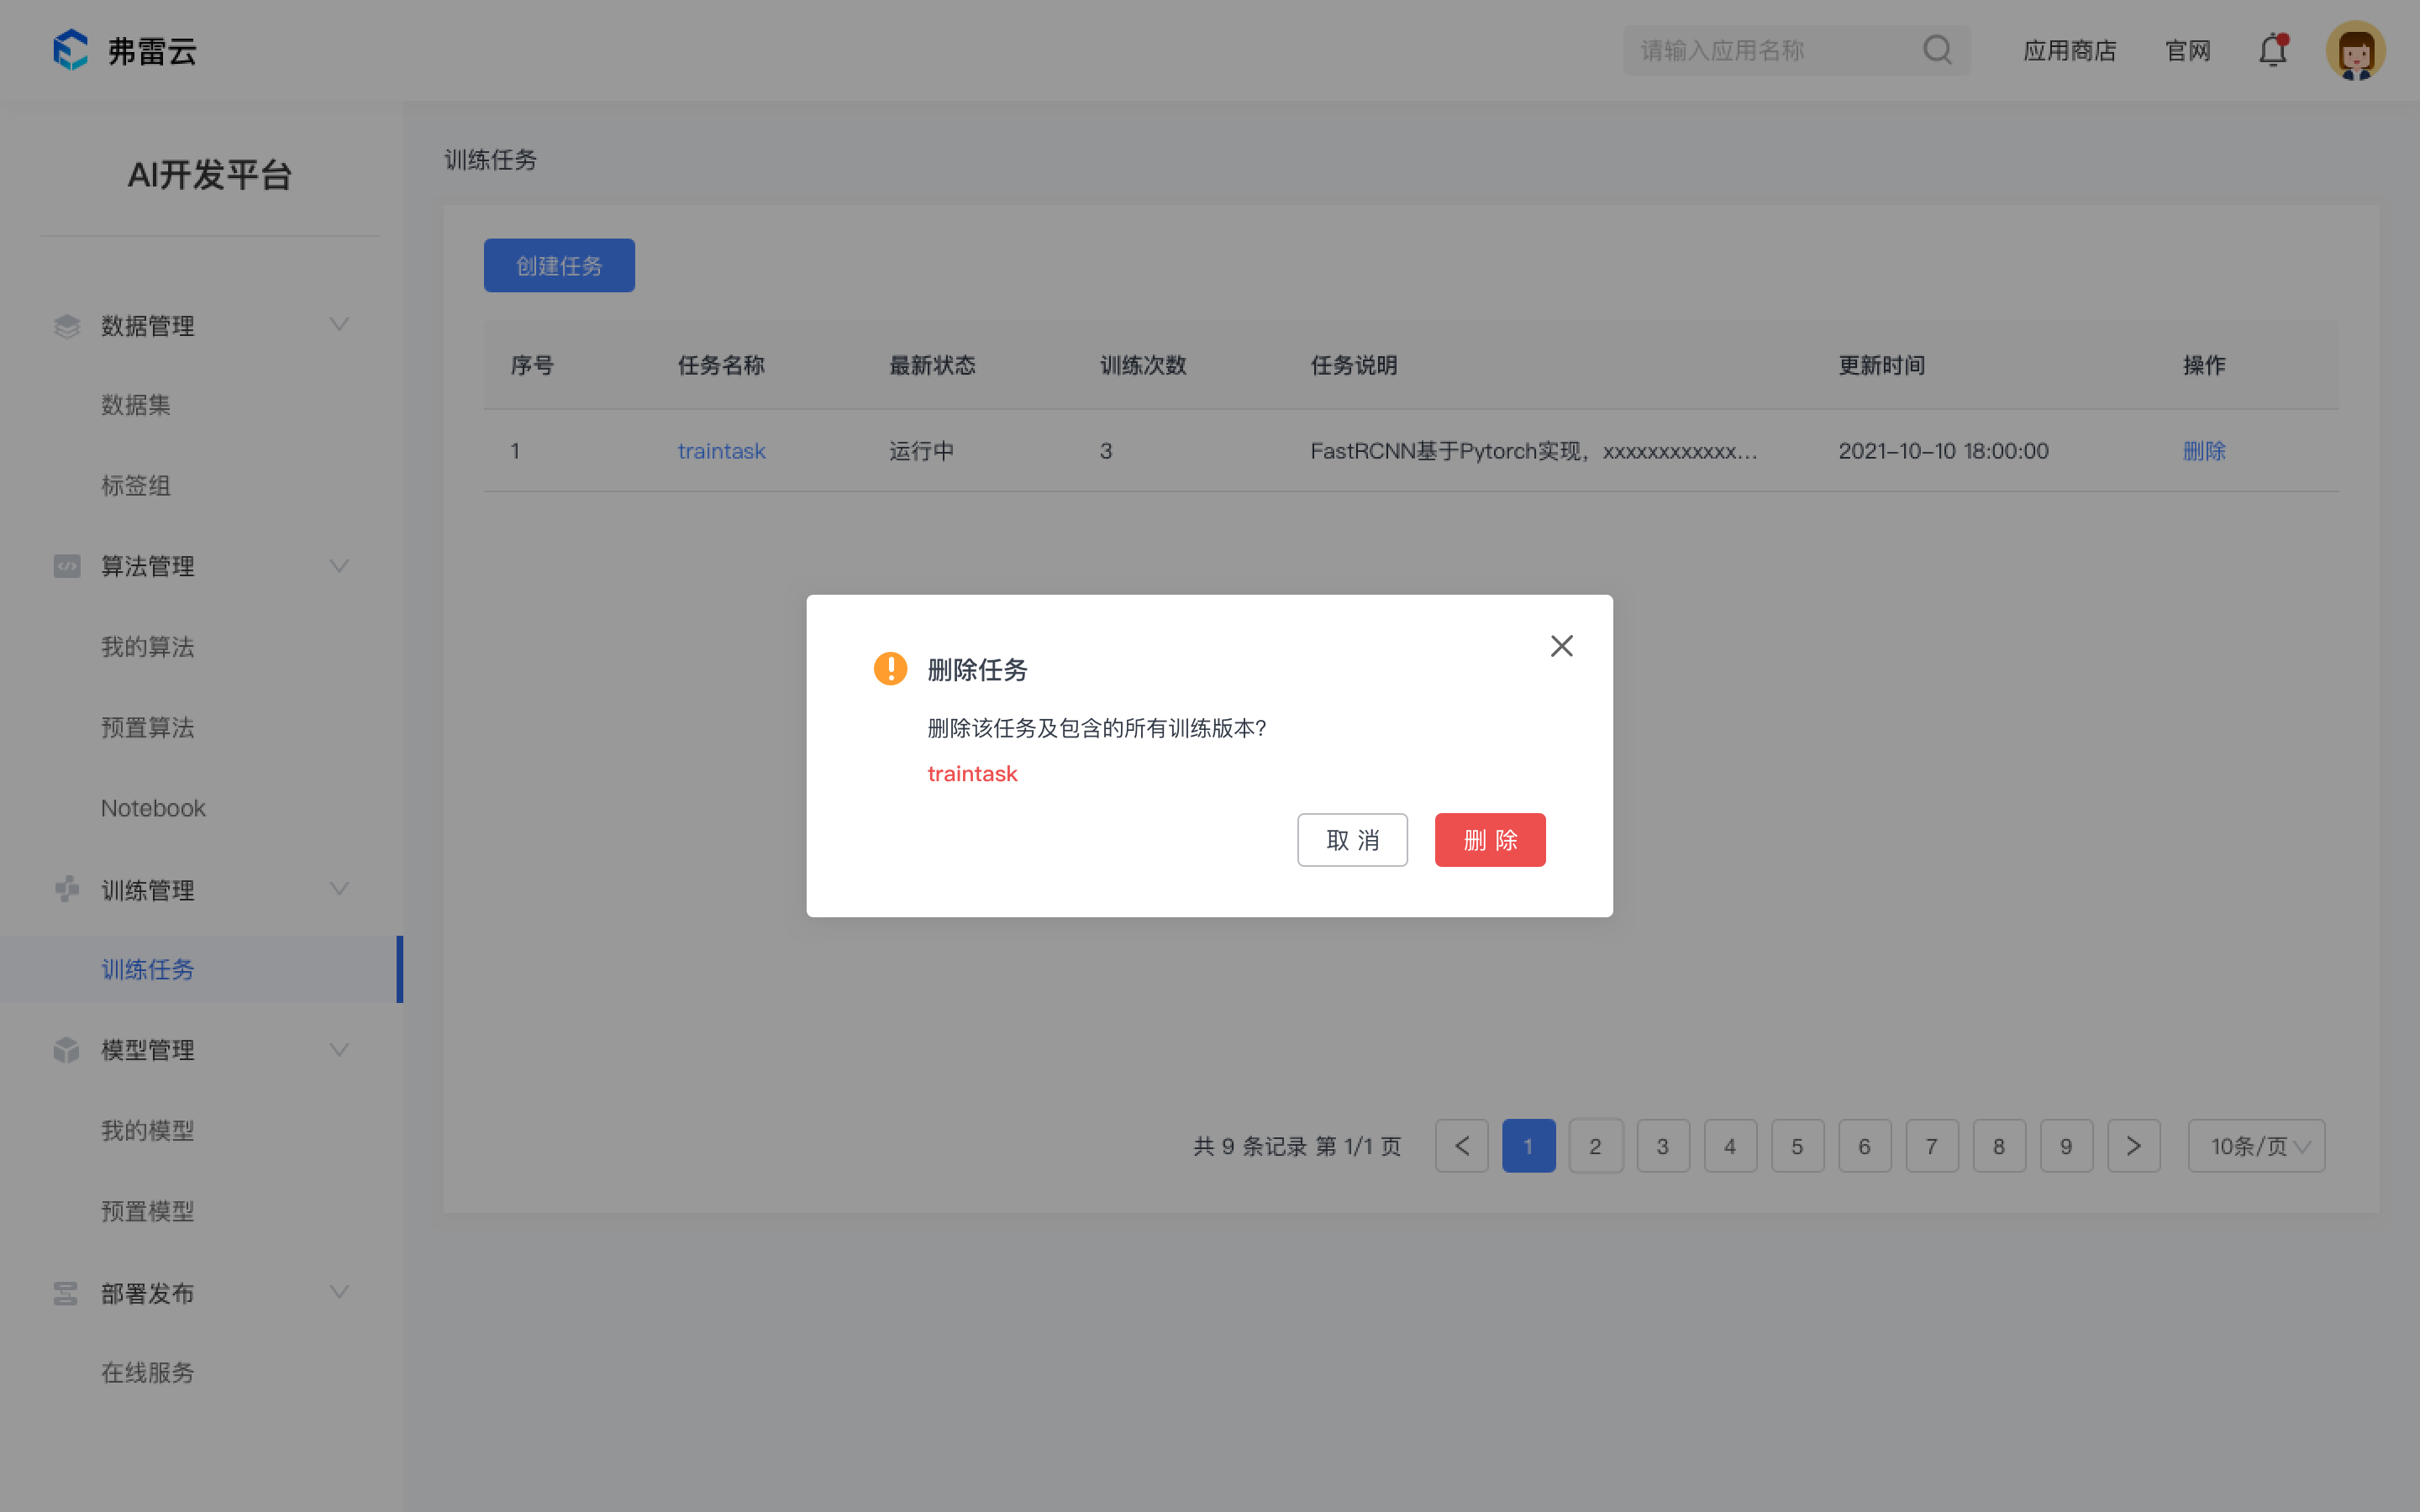 弗雷云
请输入应用名称
应用商店
官网
AI开发平台
数据管理
数据集
标签组
算法管理
我的算法
预置算法
Notebook
训练管理
训练任务
模型管理
我的模型
预置模型
部署发布
在线服务
训练任务
创建任务
序号 任务名称 最新状态 训练次数 任务说明 更新时间 操作
1 traintask 运行中 3 FastRCNN基于Pytorch实现，xxxxxxxxxxxx... 2021-10-10 18:00:00 删除
删除任务
删除该任务及包含的所有训练版本?
traintask
取 消
删 除
共 9 条记录 第 1/1 页 < 1 2 3 4 5 6 7 8 9 > 10条/页